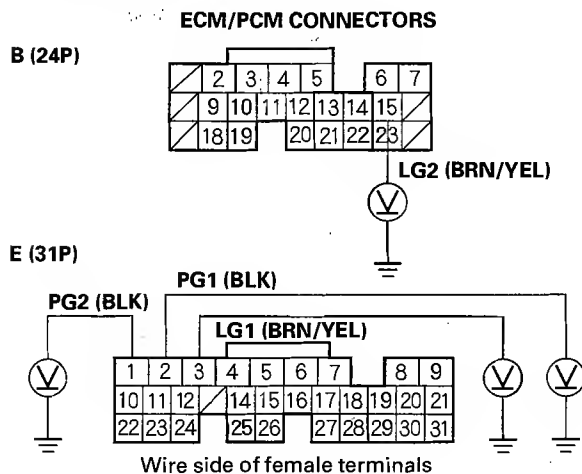 ECM/PCM CONNECTORS
B (24P)
2 3 4 5 6 7
9 10 11 12 13 14 15
18 19 20 21 22 23
LG2 (BRN/YEL)
V
E (31P)
PG1 (BLK)
PG2 (BLK)
LG1 (BRN/YEL)
V V V
1 2 3 4 5 6 7 8 9
10 11 12 14 15 16 17 18 19 20 21
22 23 24 25 26 27 28 29 30 31
Wire side of female terminals